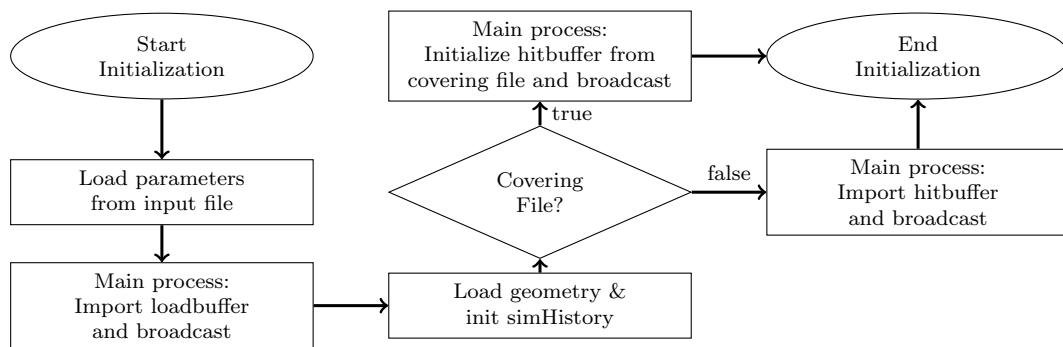 Start
Initialization
Load parameters
from input file
Main process:
Import loadbuffer
and broadcast
Load geometry &
init simHistory
Covering
File?
true
Main process:
Initialize hitbuffer from
covering file and broadcast
false
Main process:
Import hitbuffer
and broadcast
End
Initialization